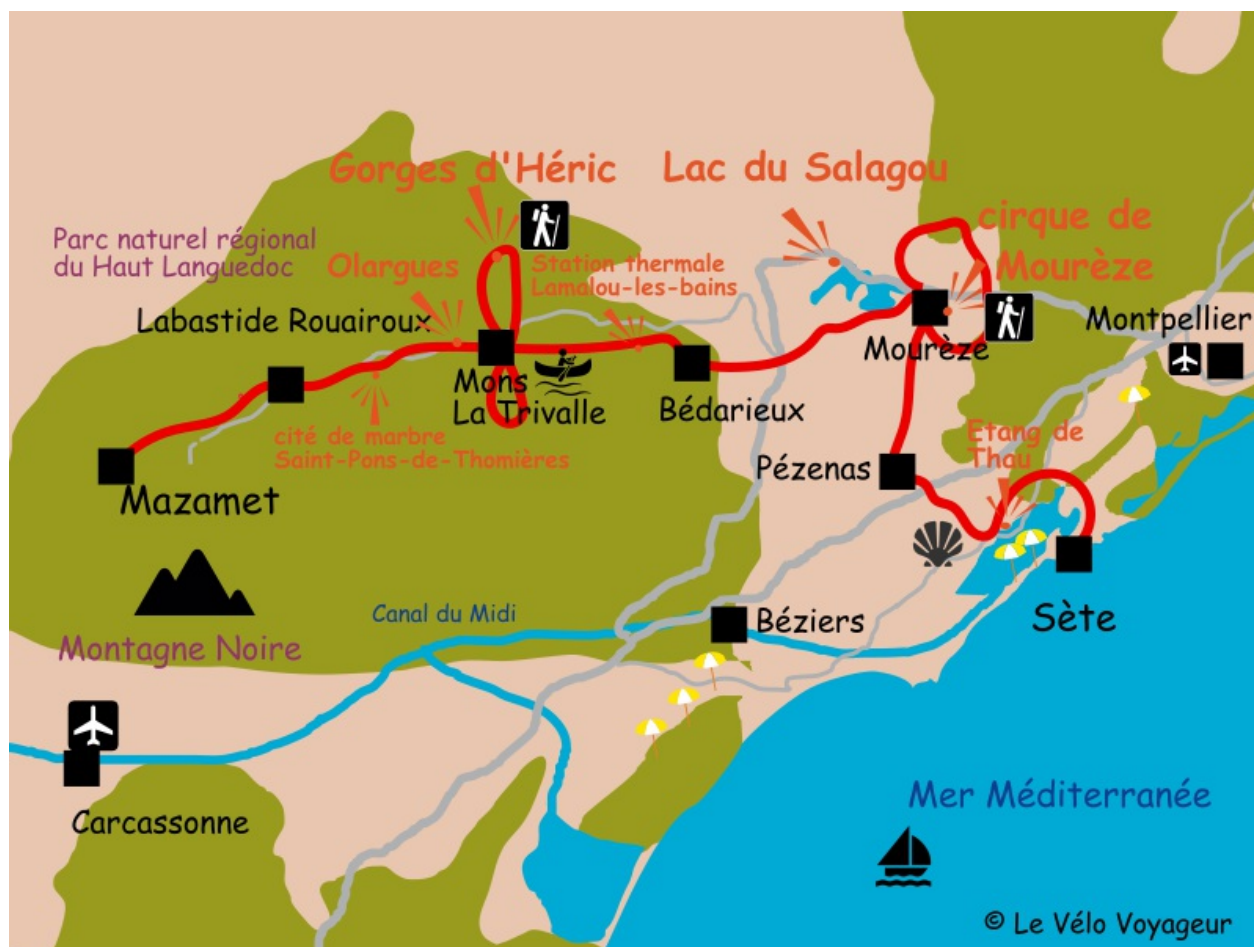 Gorges d'Héric
Lac du Salagou
cirque de
Mourèze
Parc naturel régional
du Haut Languedoc
Olargues
Station thermale
Lamalou-les-bains
Labastide Rouairoux
Montpellier
Mourèze
Mons
La Trivalle
Bédarieux
cité de marbre
Saint-Pons-de-Thomières
Etang de
Thau
Pézenas
Mazamet
Canal du Midi
Béziers
Sète
Montagne Noire
Mer Méditerranée
Carcassonne
© Le Vélo Voyageur